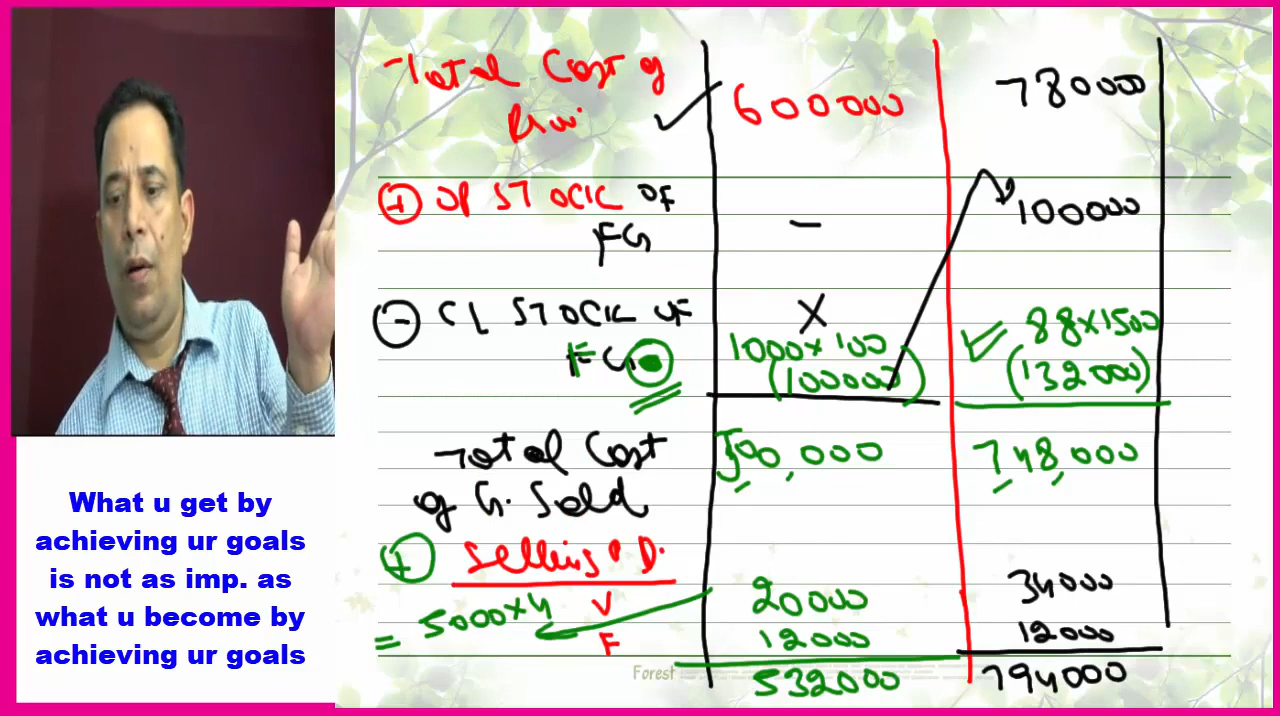 Total Cost of 600000 780000
⊕ OP STOCK OF — 100000
FG
⊖ CL STOCK OF X 88×1500
FG 1000×100 (132000)
(100000)
Total Cost 500,000 748,000
of G. Sold
⊕ Selling D.
V 20000 34000
= 5000×4
F 12000 12000
532000 794000
Forest
What u get by
achieving ur goals
is not as imp. as
what u become by
achieving ur goals